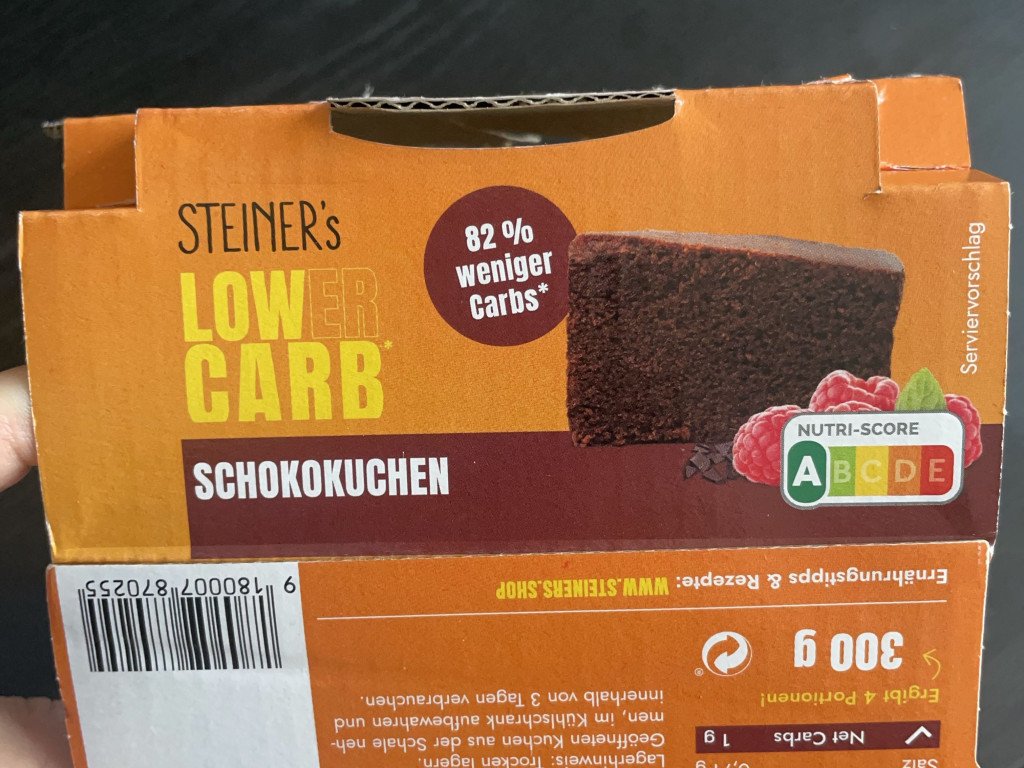 STEINER's
LOWER
CARB*
82 %
weniger
Carbs*
Serviervorschlag
SCHOKOKUCHEN
NUTRI-SCORE
A B C D E
Ernährungstipps & Rezepte: WWW.STEINERS.SHOP
9 180007 870255
300 g
Ergibt 4 Portionen!
Net Carbs 1 g
Salz
Lagerhinweis: Trocken lagern.
Geöffneten Kuchen aus der Schale neh-
men, im Kühlschrank aufbewahren und
innerhalb von 3 Tagen verbrauchen.